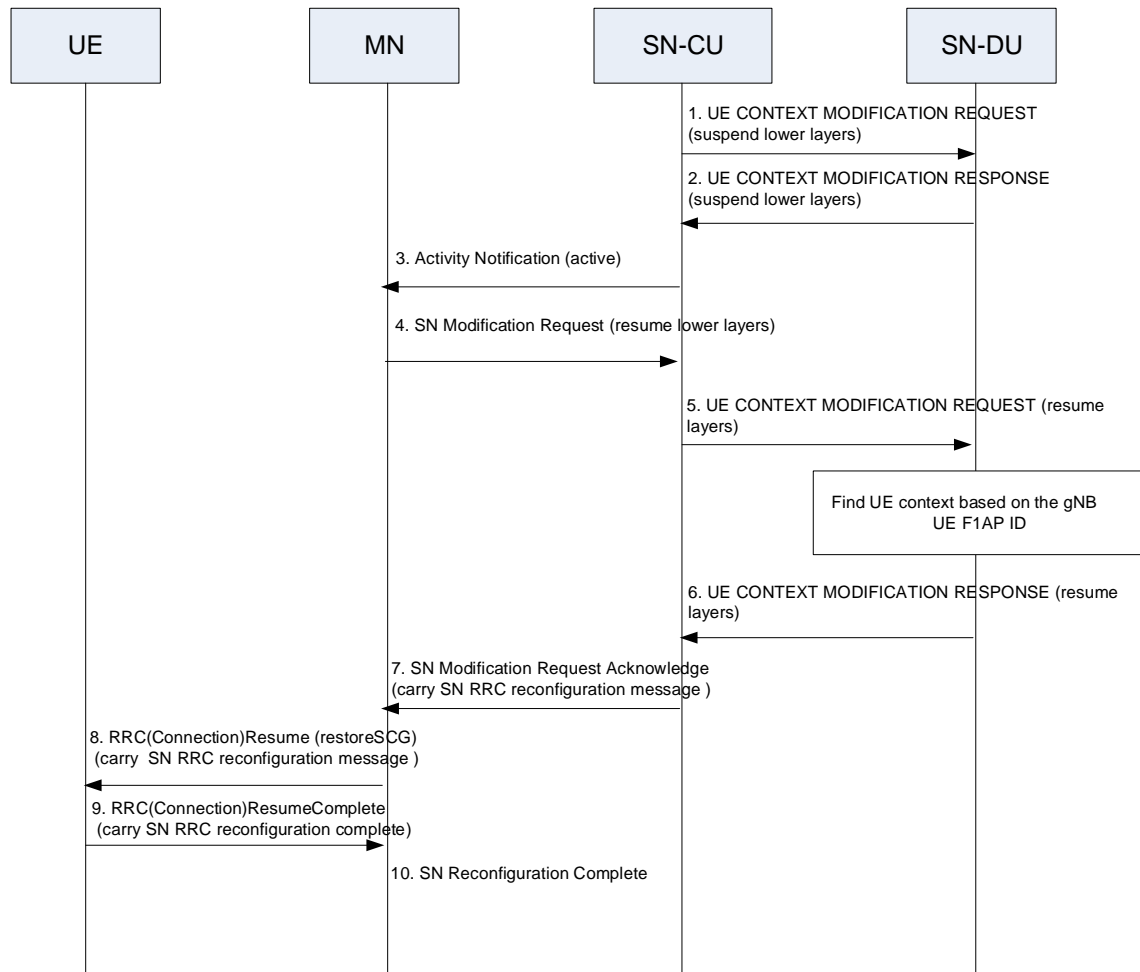 UE
MN
SN-CU
SN-DU
1. UE CONTEXT MODIFICATION REQUEST
(suspend lower layers)
2. UE CONTEXT MODIFICATION RESPONSE
(suspend lower layers)
3. Activity Notification (active)
4. SN Modification Request (resume lower layers)
5. UE CONTEXT MODIFICATION REQUEST (resume
layers)
Find UE context based on the gNB
UE F1AP ID
6. UE CONTEXT MODIFICATION RESPONSE (resume
layers)
7. SN Modification Request Acknowledge
(carry SN RRC reconfiguration message )
8. RRC(Connection)Resume (restoreSCG)
(carry SN RRC reconfiguration message )
9. RRC(Connection)ResumeComplete
(carry SN RRC reconfiguration complete)
10. SN Reconfiguration Complete